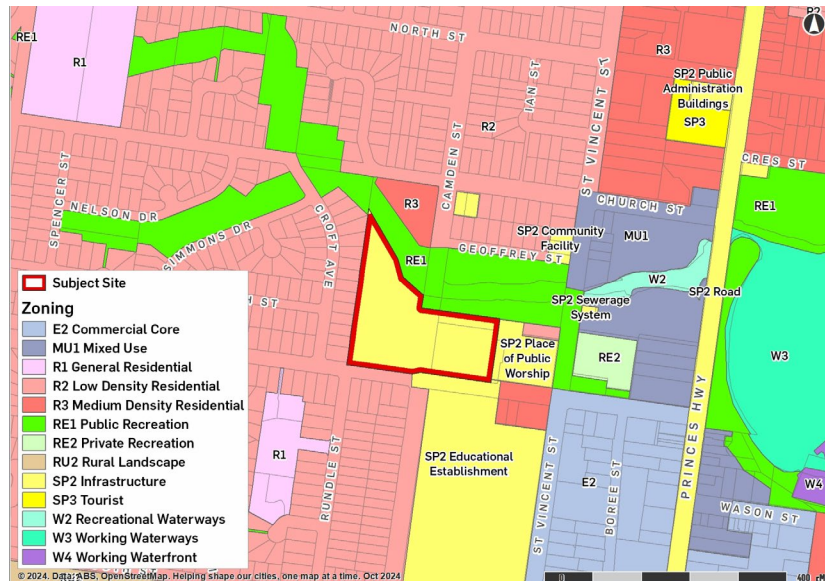 RE1
R1
NORTH ST
R3
SP2 Public
Administration
Buildings
SP3
IAN ST
ST VINCENT ST
R2
CAMDEN ST
CRES ST
SPENCER ST
NELSON DR
SIMMONS DR
CROFT AVE
R3
CHURCH ST
RE1
SP2 Community
Facility
MU1
GEOFFREY ST
RE1
W2
SP2 Road
SP2 Sewerage
System
SP2 Place
of Public
Worship
RE2
W3
PRINCES HWY
R1
RUNDLE ST
SP2 Educational
Establishment
ST VINCENT ST
BOREE ST
E2
W4
WASON ST
Subject Site
Zoning
E2 Commercial Core
MU1 Mixed Use
R1 General Residential
R2 Low Density Residential
R3 Medium Density Residential
RE1 Public Recreation
RE2 Private Recreation
RU2 Rural Landscape
SP2 Infrastructure
SP3 Tourist
W2 Recreational Waterways
W3 Working Waterways
W4 Working Waterfront
© 2024. Data: ABS, OpenStreetMap. Helping shape our cities, one map at a time. Oct 2024
0
400